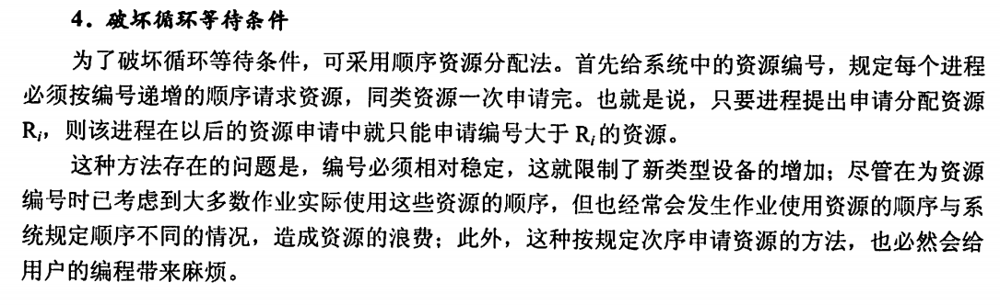 4．破坏循环等待条件
为了破坏循环等待条件，可采用顺序资源分配法。首先给系统中的资源编号，规定每个进程
必须按编号递增的顺序请求资源，同类资源一次申请完。也就是说，只要进程提出申请分配资源
Ri，则该进程在以后的资源申请中就只能申请编号大于 Ri 的资源。
这种方法存在的问题是，编号必须相对稳定，这就限制了新类型设备的增加；尽管在为资源
编号时已考虑到大多数作业实际使用这些资源的顺序，但也经常会发生作业使用资源的顺序与系
统规定顺序不同的情况，造成资源的浪费；此外，这种按规定次序申请资源的方法，也必然会给
用户的编程带来麻烦。